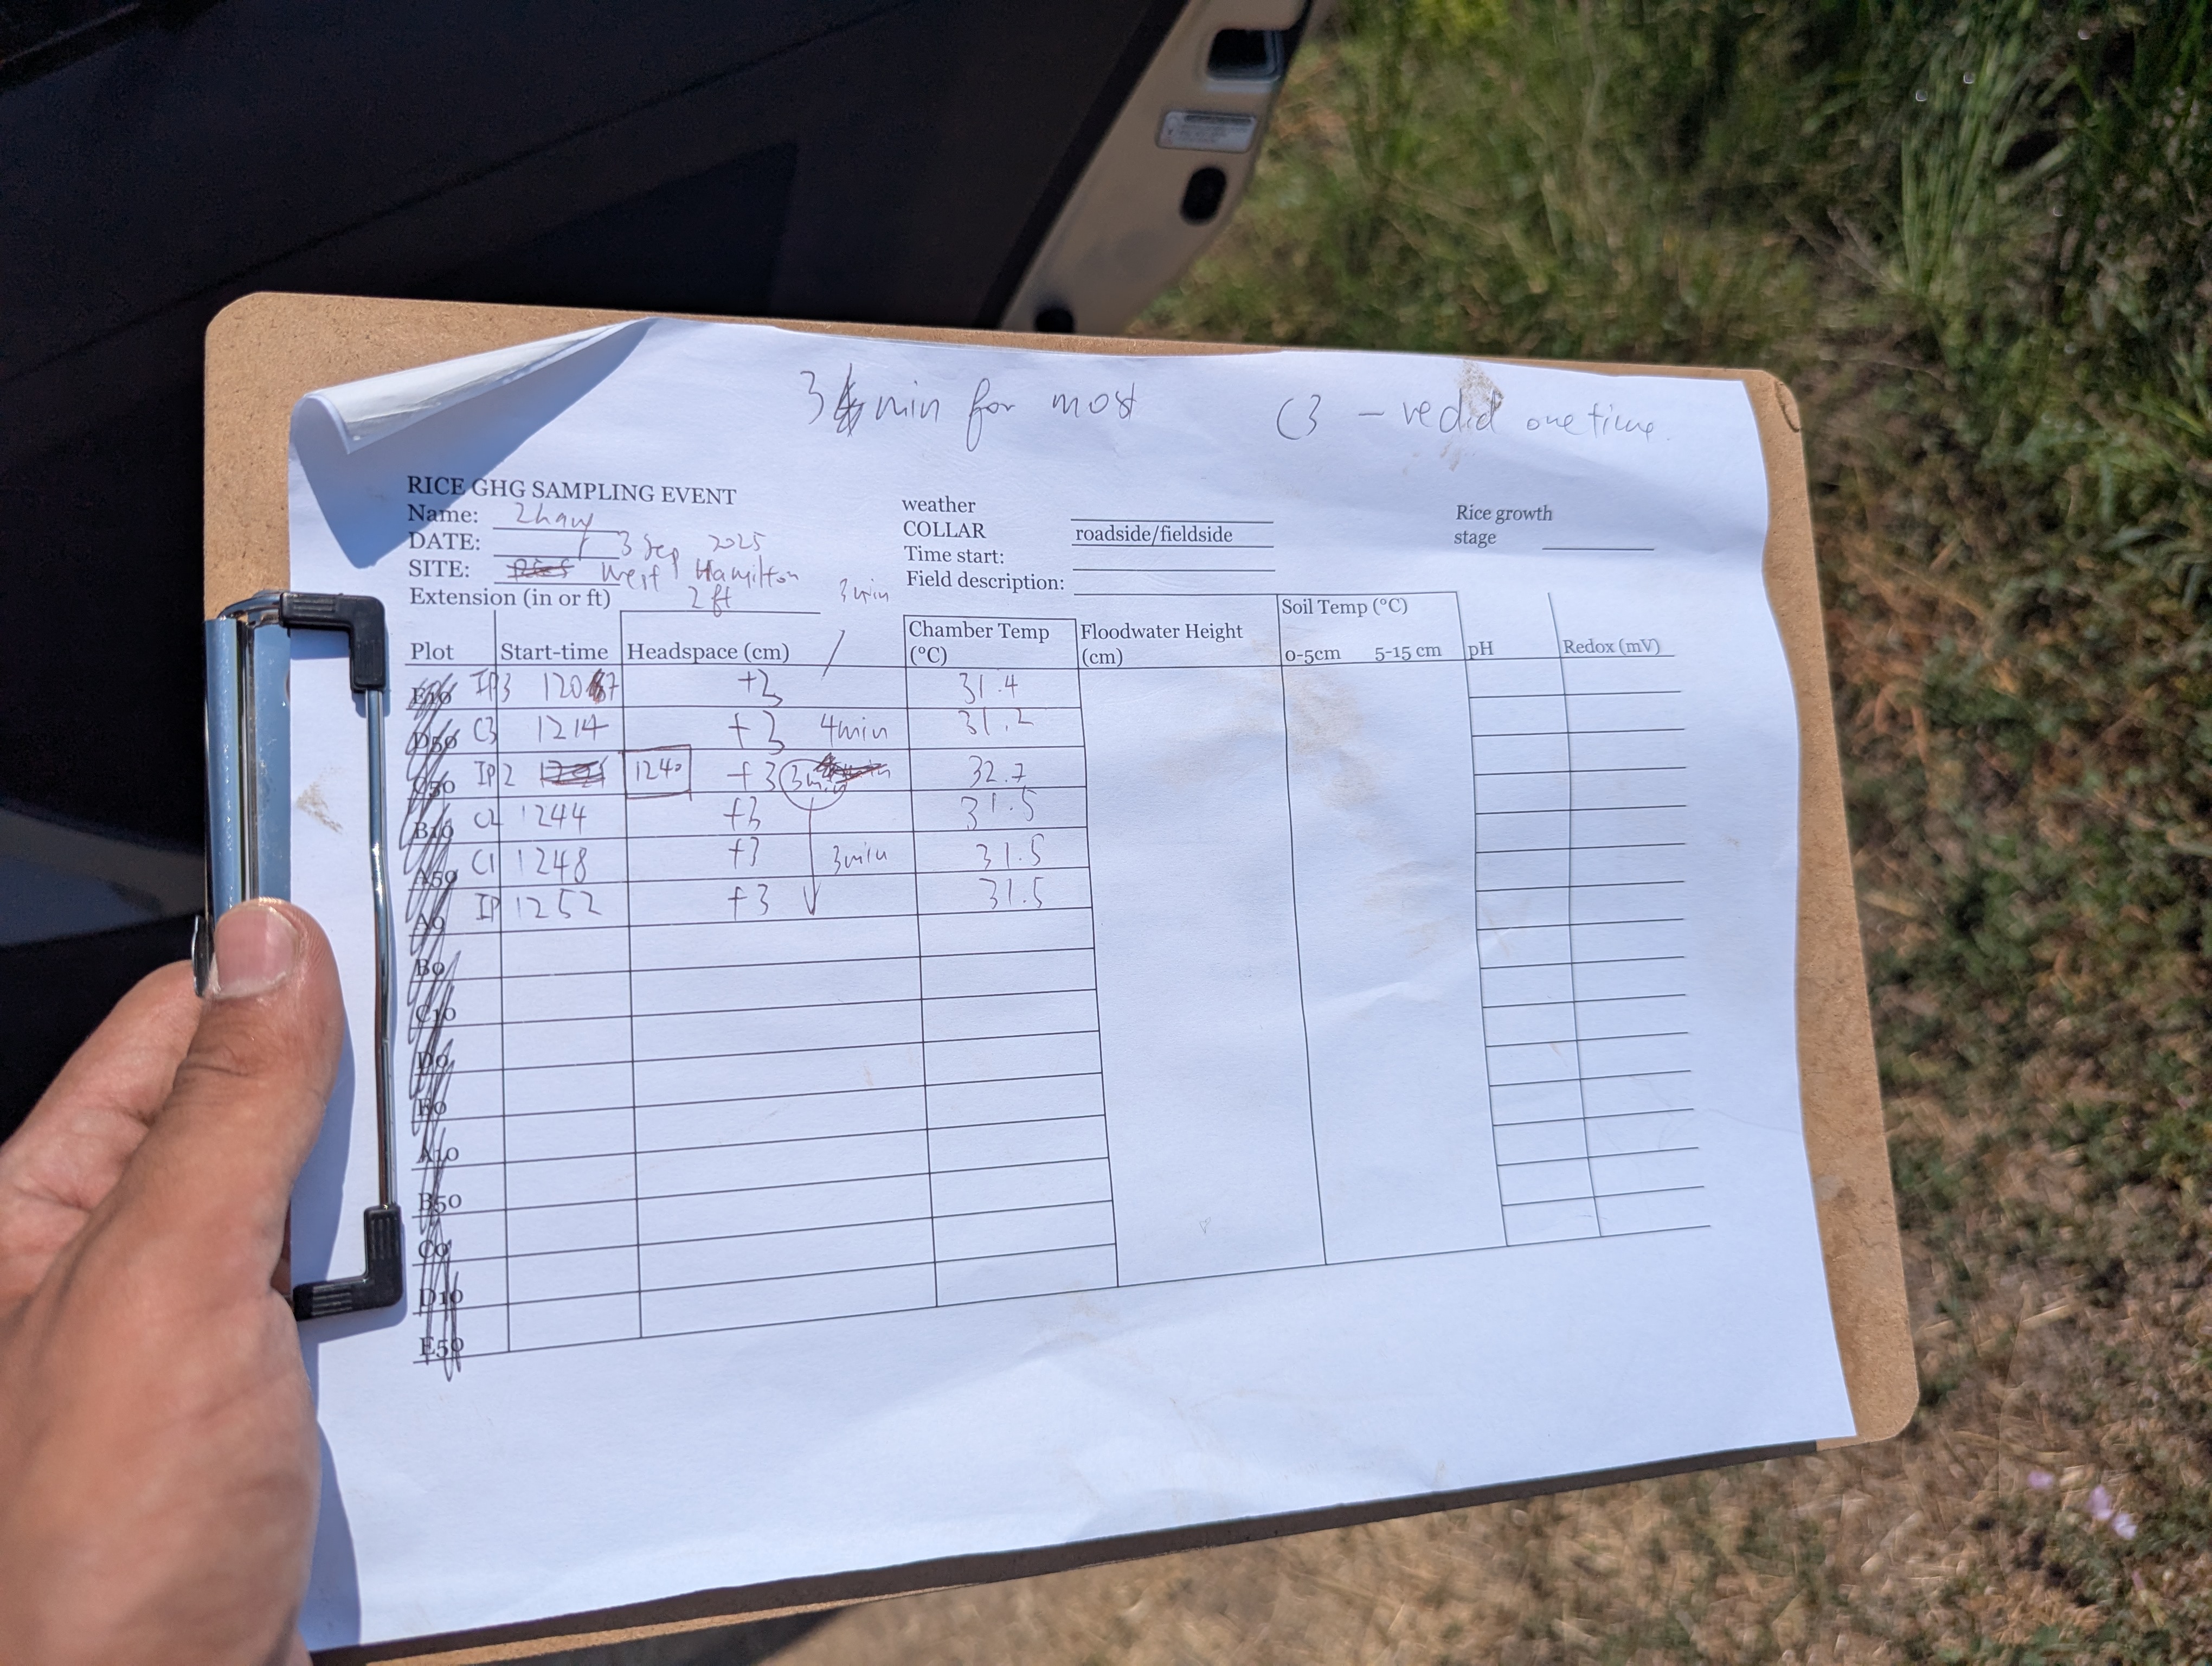 3 min for most C3 - redid one time.
RICE GHG SAMPLING EVENT
Name: Zhang
DATE: 3 Sep 2025
SITE: West Hamilton
Extension (in or ft) 2 ft 3 min
weather
COLLAR roadside/fieldside
Time start:
Field description:
Rice growth
stage
Plot Start-time Headspace (cm) / Chamber Temp (°C) Floodwater Height (cm) Soil Temp (°C) 0-5cm 5-15 cm pH Redox (mV)
E10 IP3 1207 +3 31.4
D50 C3 1214 +3 4min 31.2
C50 IP2 1240 +3 3min 32.7
B10 C2 1244 +3 31.5
A50 C1 1248 +3 3min 31.5
A0 IP 1252 +3 31.5
B0
C10
D0
E0
A10
B50
C0
D10
E50